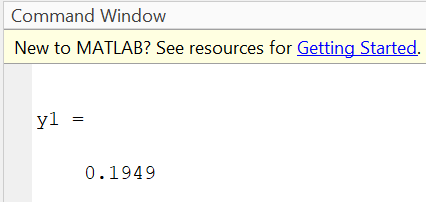 Command Window
New to MATLAB? See resources for Getting Started.
y1 =
0.1949